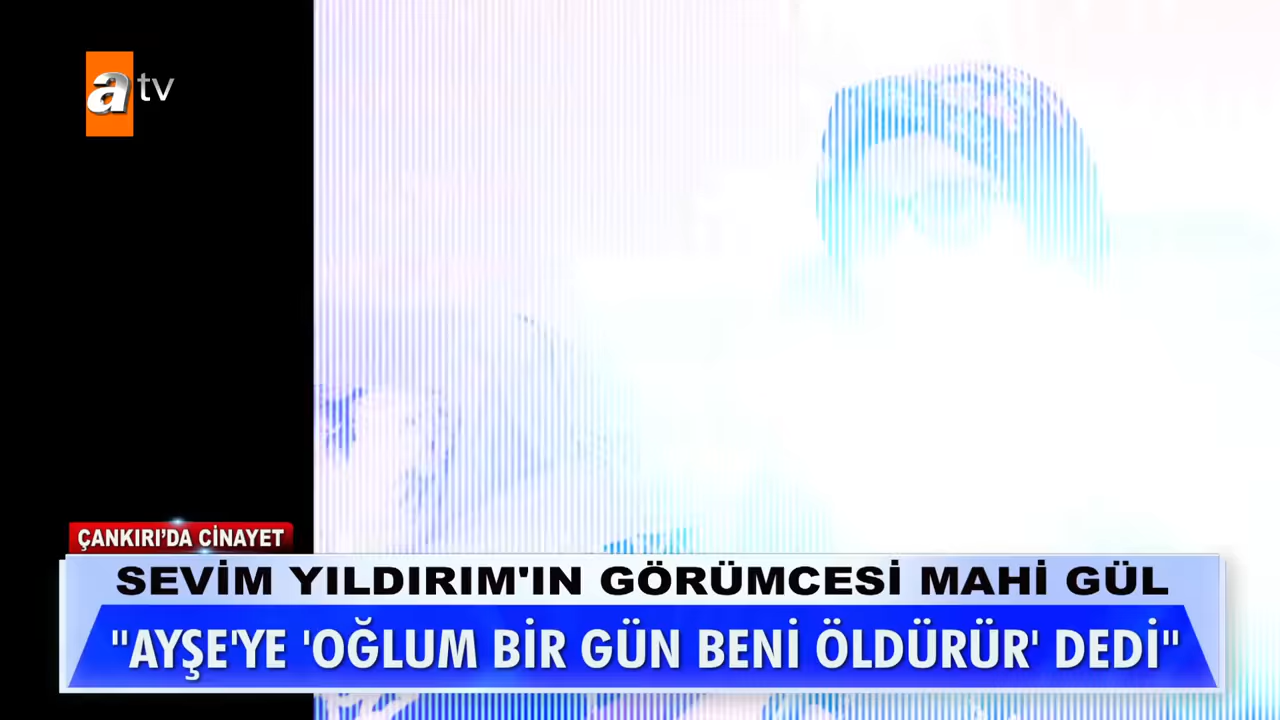 atv
ÇANKIRI'DA CİNAYET
SEVİM YILDIRIM'IN GÖRÜMCESİ MAHİ GÜL
"AYŞE'YE 'OĞLUM BİR GÜN BENİ ÖLDÜRÜR' DEDİ"